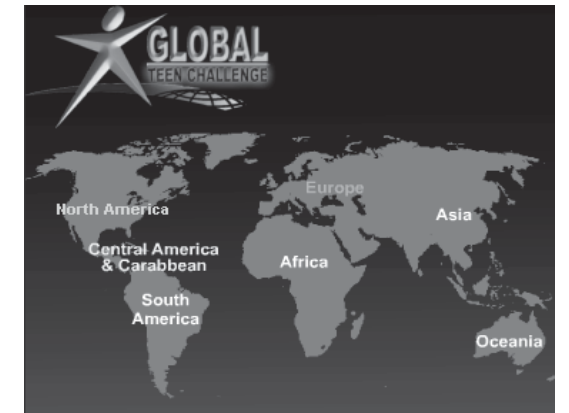 GLOBAL
TEEN CHALLENGE
Europe
North America
Asia
Central America
& Carabbean
Africa
South
America
Oceania